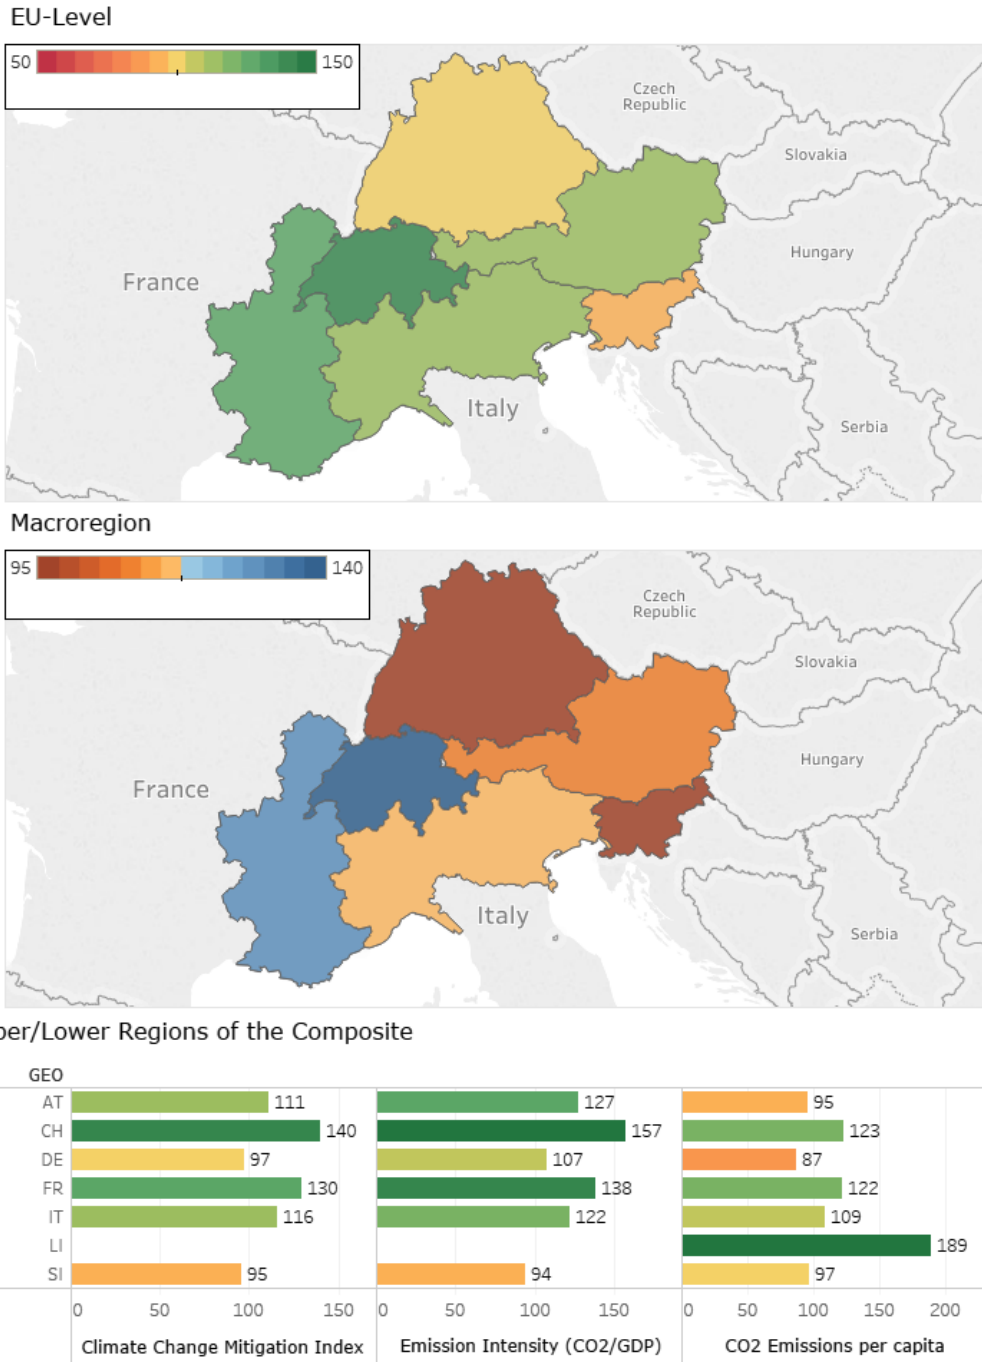 EU-Level
50 150
Czech
Republic
Slovakia
France
Hungary
Italy
Serbia
Macroregion
95 140
Czech
Republic
Slovakia
France
Hungary
Italy
Serbia
per/Lower Regions of the Composite
GEO
AT 111 127 95
CH 140 157 123
DE 97 107 87
FR 130 138 122
IT 116 122 109
LI 189
SI 95 94 97
0 50 100 150 0 50 100 150 0 50 100 150 200
Climate Change Mitigation Index Emission Intensity (CO2/GDP) CO2 Emissions per capita